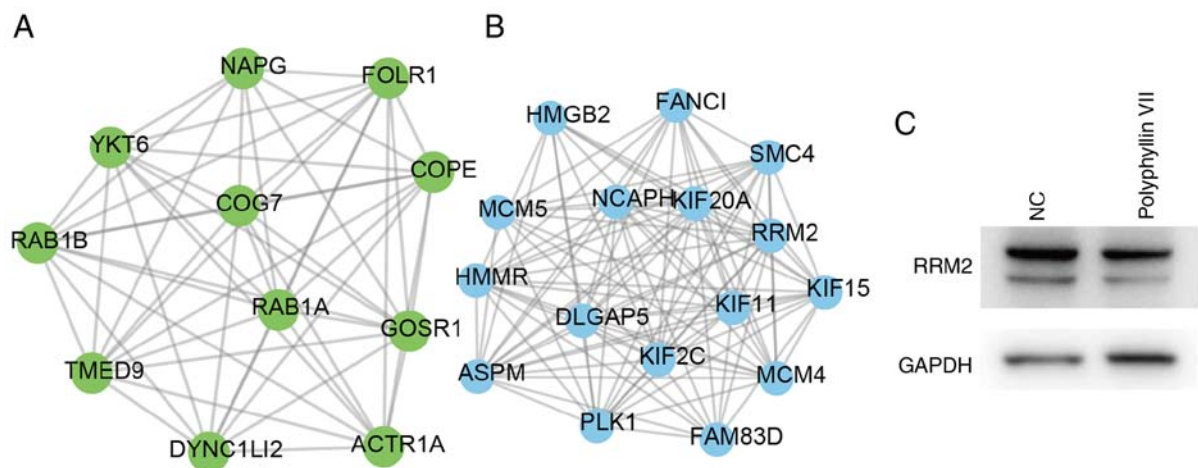 A
NAPG
FOLR1
YKT6
COPE
COG7
RAB1B
RAB1A
GOSR1
TMED9
DYNC1LI2
ACTR1A
B
FANCI
HMGB2
SMC4
NCAPH
KIF20A
MCM5
RRM2
HMMR
KIF15
KIF11
DLGAP5
KIF2C
ASPM
MCM4
PLK1
FAM83D
C
NC
Polyphyllin VII
RRM2
GAPDH